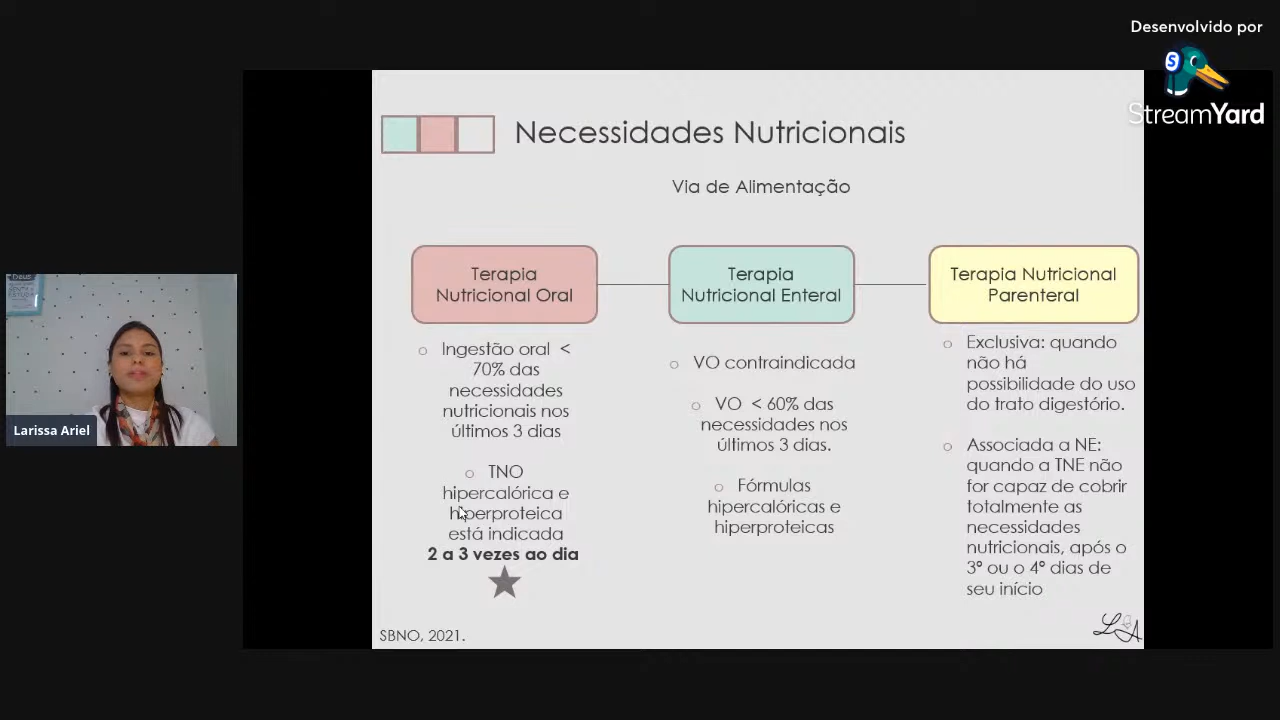 Desenvolvido por
StreamYard
Necessidades Nutricionais
Via de Alimentação
Terapia
Nutricional Oral
Ingestão oral <
70% das
necessidades
nutricionais nos
últimos 3 dias
TNO
hipercalórica e
hiperproteica
está indicada
2 a 3 vezes ao dia
Terapia
Nutricional Enteral
VO contraindicada
VO < 60% das
necessidades nos
últimos 3 dias.
Fórmulas
hipercalóricas e
hiperproteicas
Terapia Nutricional
Parenteral
Exclusiva: quando
não há
possibilidade do uso
do trato digestório.
Associada a NE:
quando a TNE não
for capaz de cobrir
totalmente as
necessidades
nutricionais, após o
3º ou o 4º dias de
seu início
SBNO, 2021.
LA
Larissa Ariel